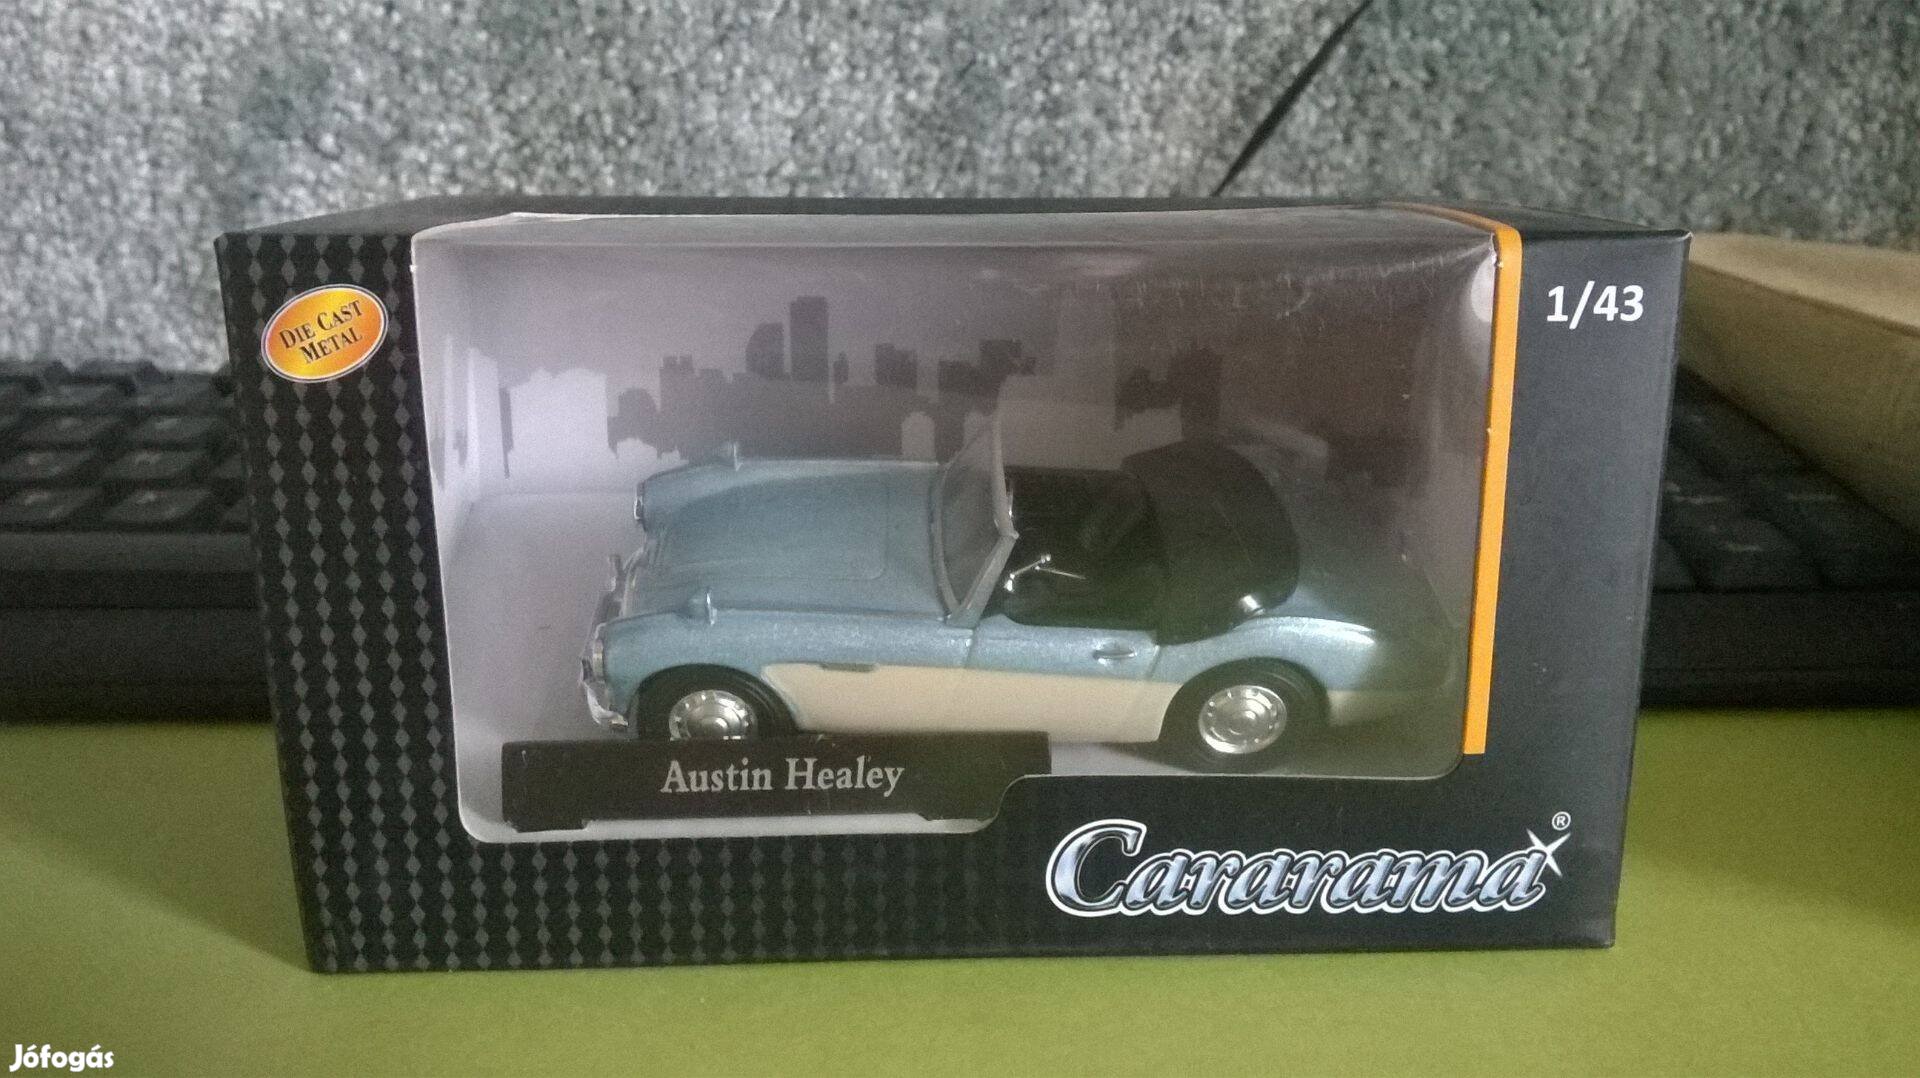 DIE CAST
METAL
1/43
Austin Healey
Cararama®
Jófogás